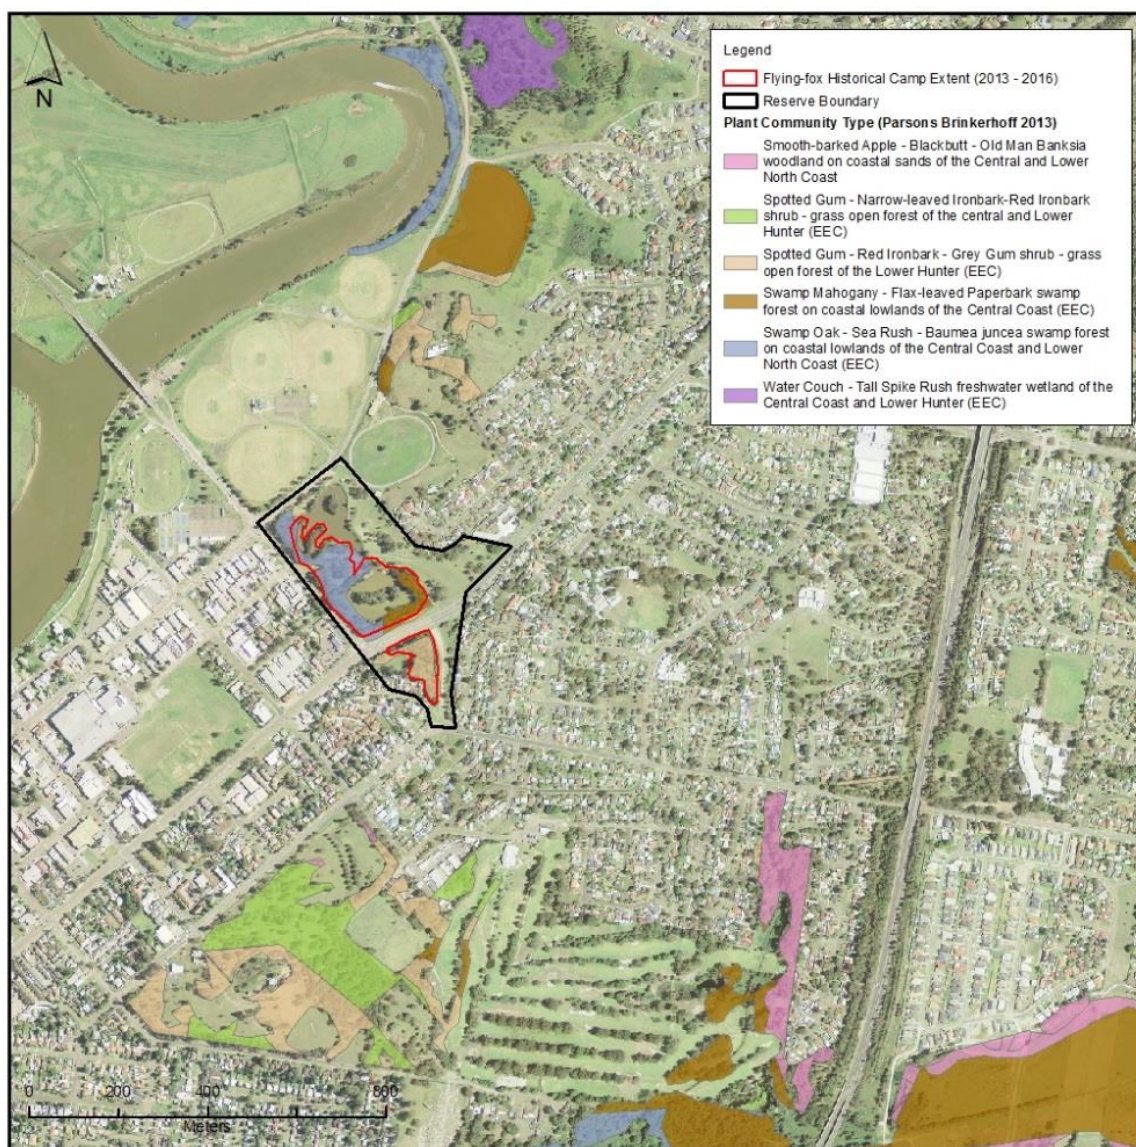 N
Legend
Flying-fox Historical Camp Extent (2013 - 2016)
Reserve Boundary
Plant Community Type (Parsons Brinkerhoff 2013)
Smooth-barked Apple - Blackbutt - Old Man Banksia
woodland on coastal sands of the Central and Lower
North Coast
Spotted Gum - Narrow-leaved Ironbark-Red Ironbark
shrub - grass open forest of the central and Lower
Hunter (EEC)
Spotted Gum - Red Ironbark - Grey Gum shrub - grass
open forest of the Lower Hunter (EEC)
Swamp Mahogany - Flax-leaved Paperbark swamp
forest on coastal lowlands of the Central Coast (EEC)
Swamp Oak - Sea Rush - Baumea juncea swamp forest
on coastal lowlands of the Central Coast and Lower
North Coast (EEC)
Water Couch - Tall Spike Rush freshwater wetland of the
Central Coast and Lower Hunter (EEC)
0 200 400 800
Meters